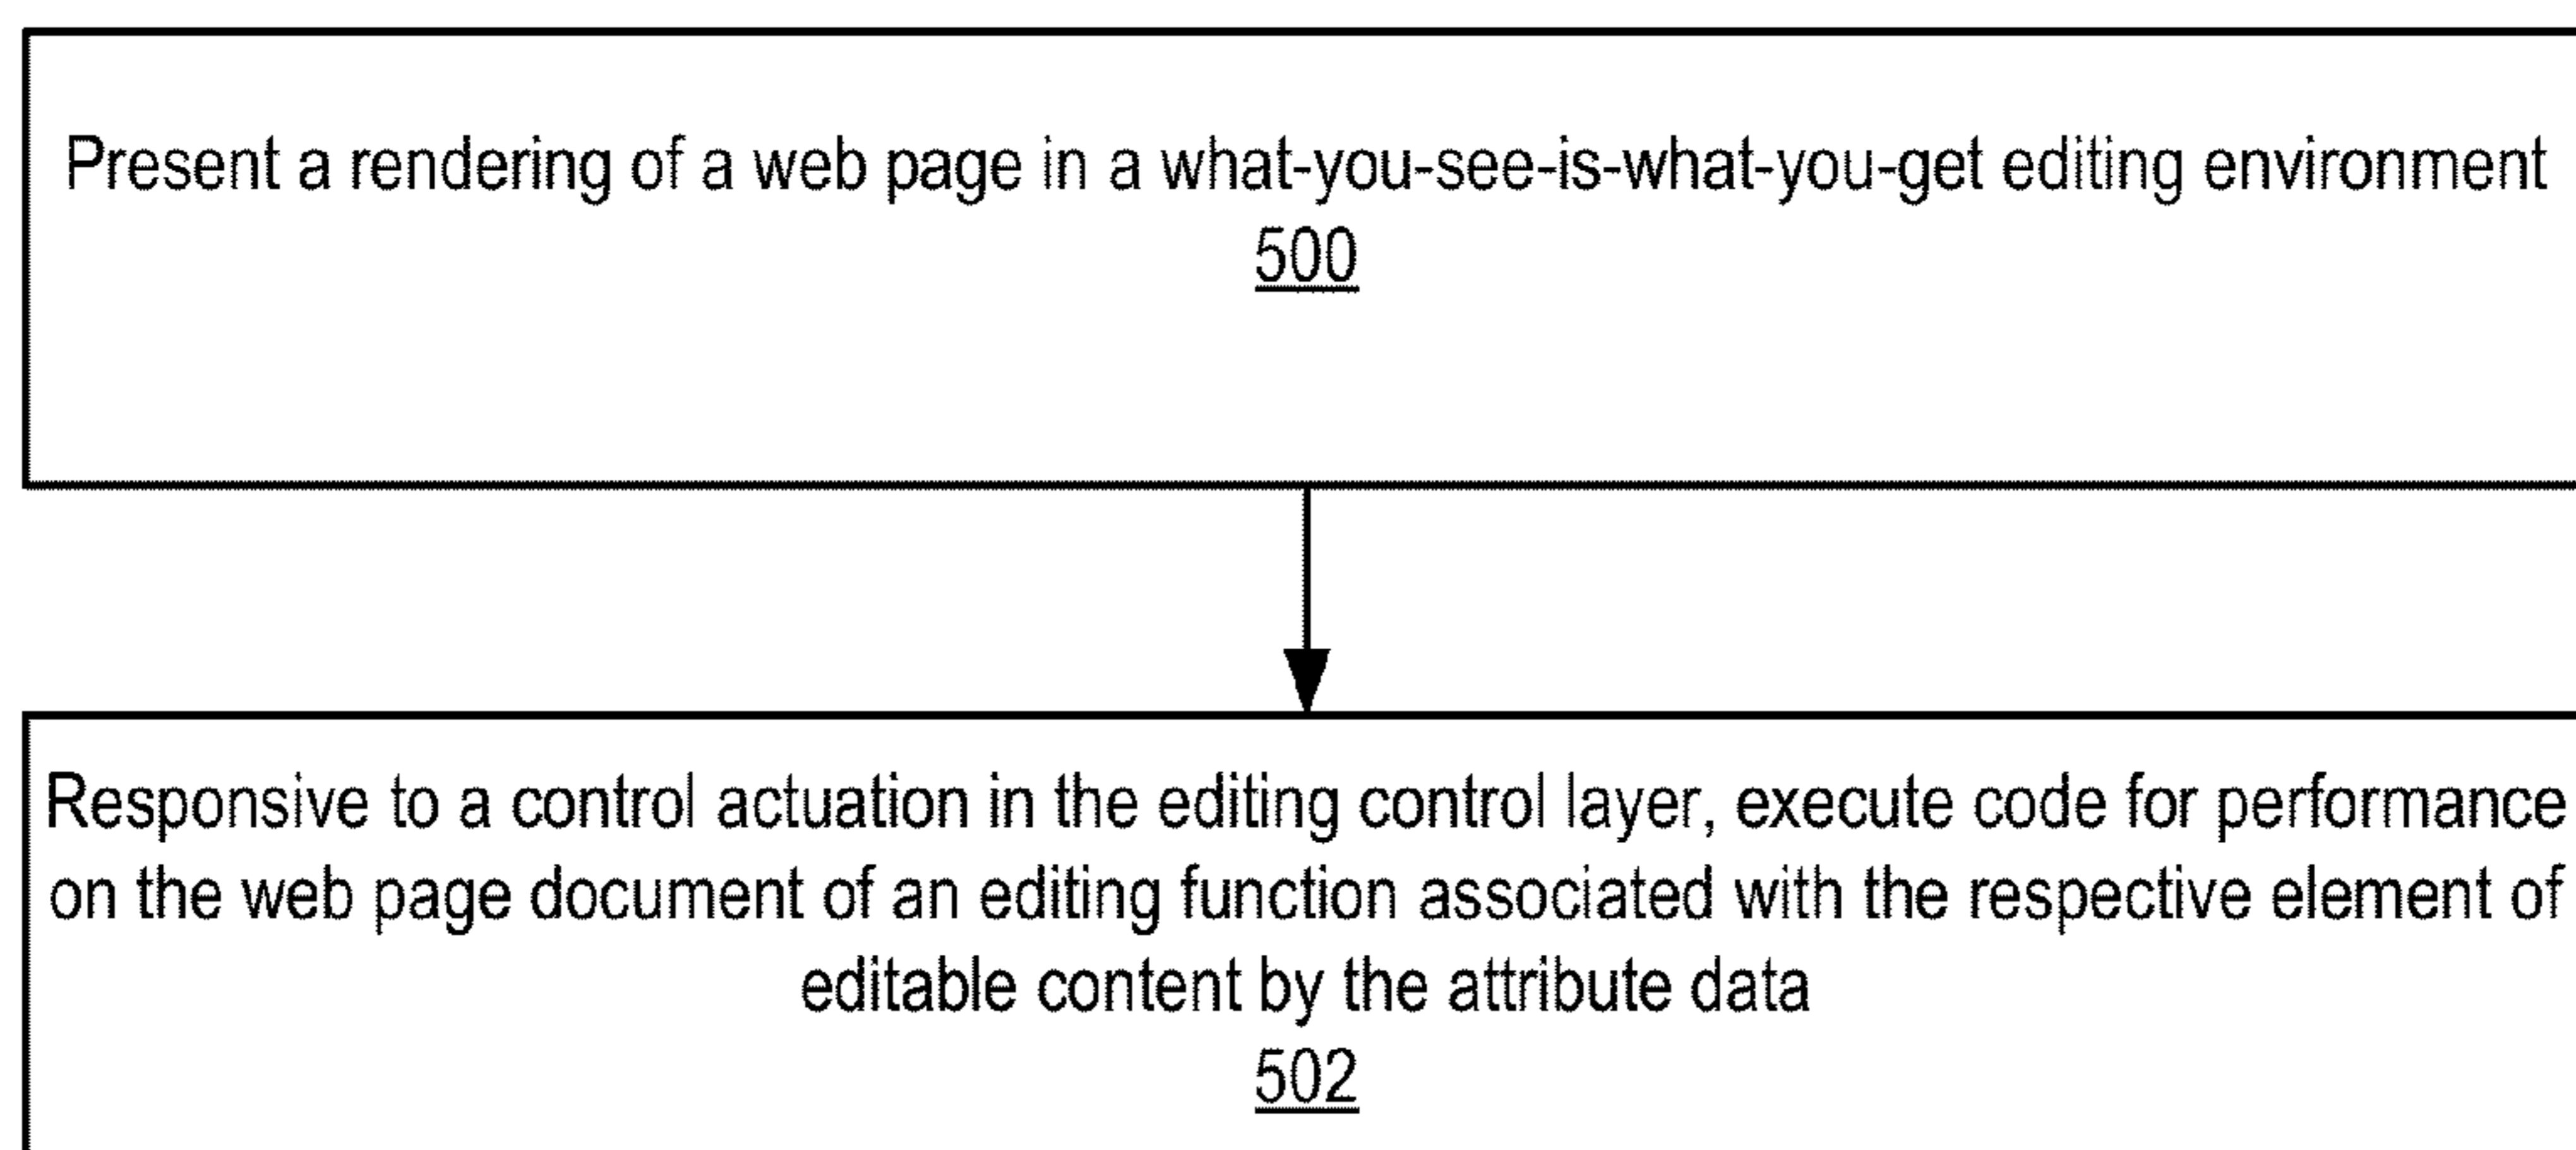 Present a rendering of a web page in a what-you-see-is-what-you-get editing environment
500
Responsive to a control actuation in the editing control layer, execute code for performance
on the web page document of an editing function associated with the respective element of
editable content by the attribute data
502